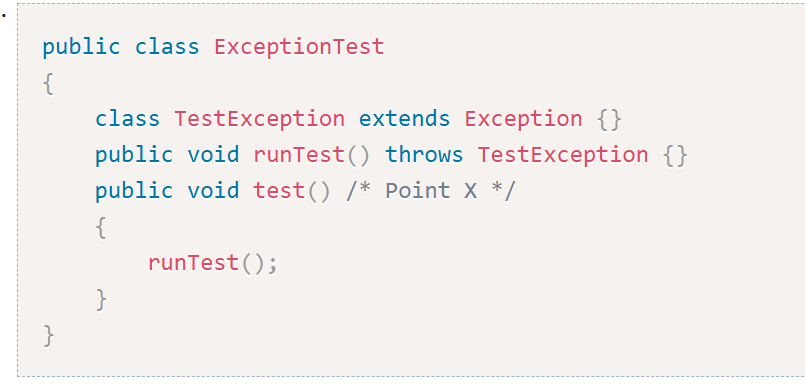 .
public class ExceptionTest
{
    class TestException extends Exception {}
    public void runTest() throws TestException {}
    public void test() /* Point X */
    {
        runTest();
    }
}